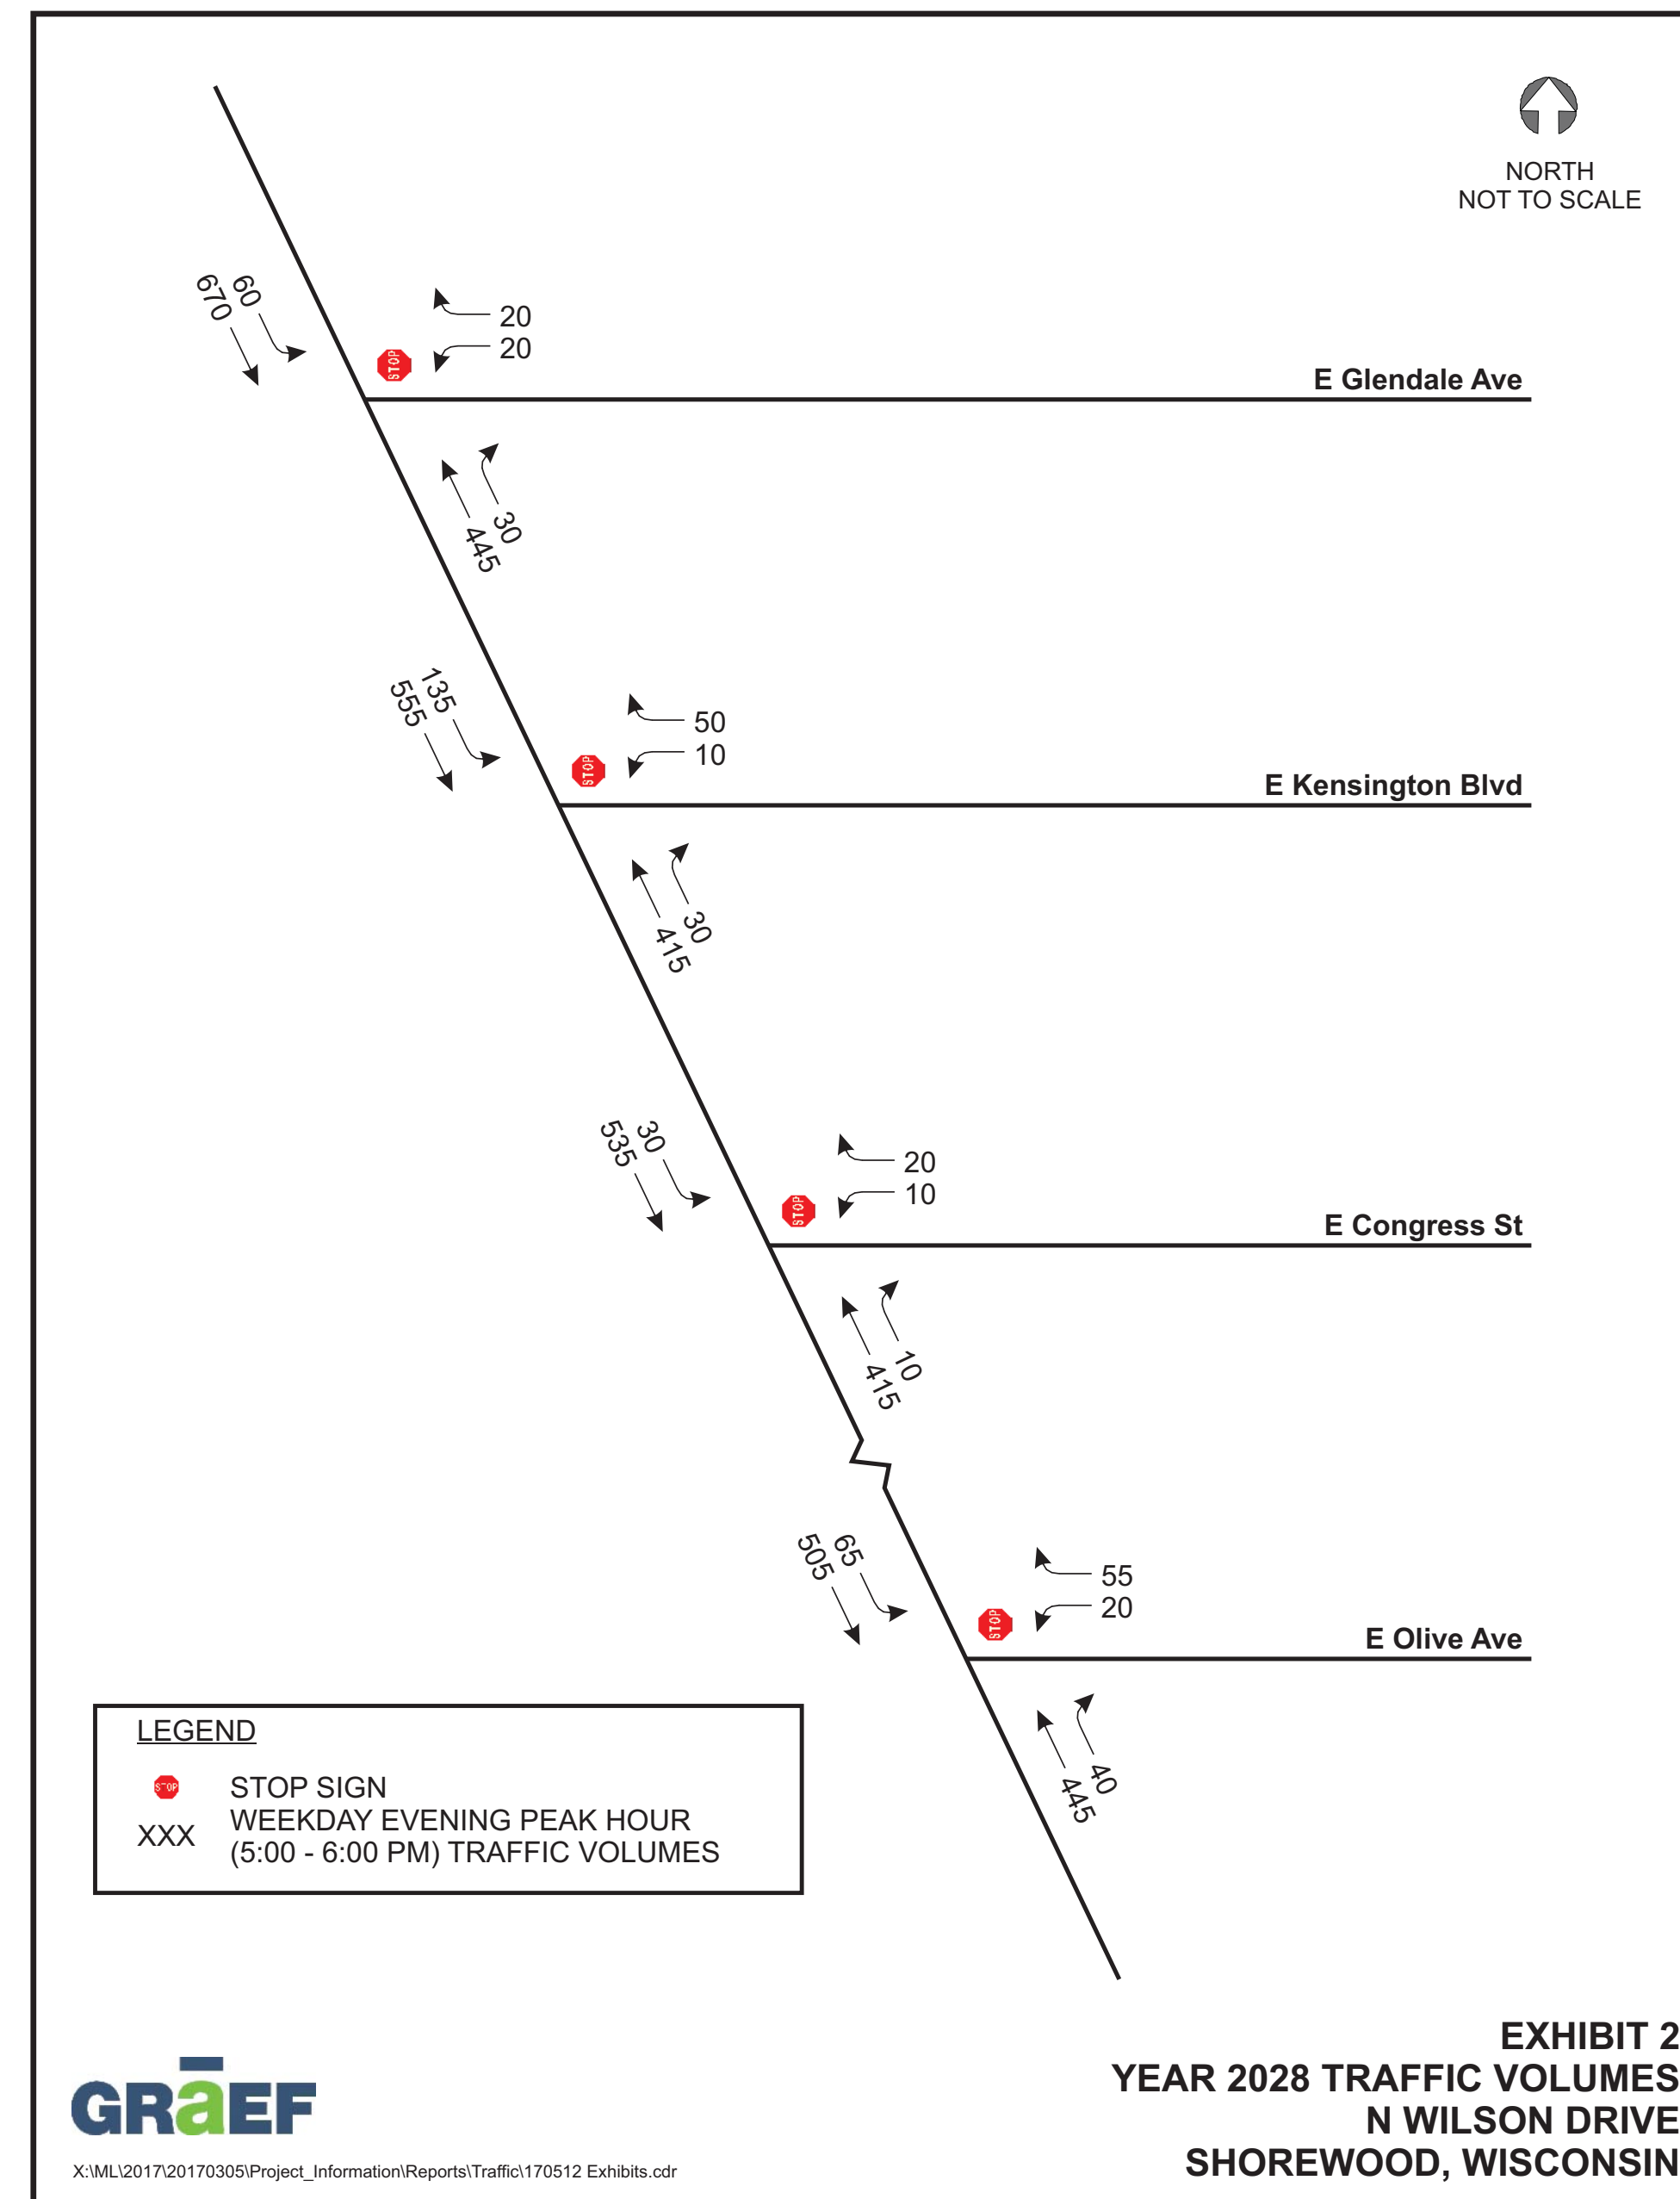 NORTH
NOT TO SCALE
60
670
20
20
STOP
E Glendale Ave
30
445
135
555
50
10
STOP
E Kensington Blvd
30
415
30
535
20
10
STOP
E Congress St
10
415
65
505
55
20
STOP
E Olive Ave
40
445
LEGEND
STOP STOP SIGN
XXX WEEKDAY EVENING PEAK HOUR
(5:00 - 6:00 PM) TRAFFIC VOLUMES
EXHIBIT 2
YEAR 2028 TRAFFIC VOLUMES
N WILSON DRIVE
SHOREWOOD, WISCONSIN
GRāEF
X:\ML\2017\20170305\Project_Information\Reports\Traffic\170512 Exhibits.cdr